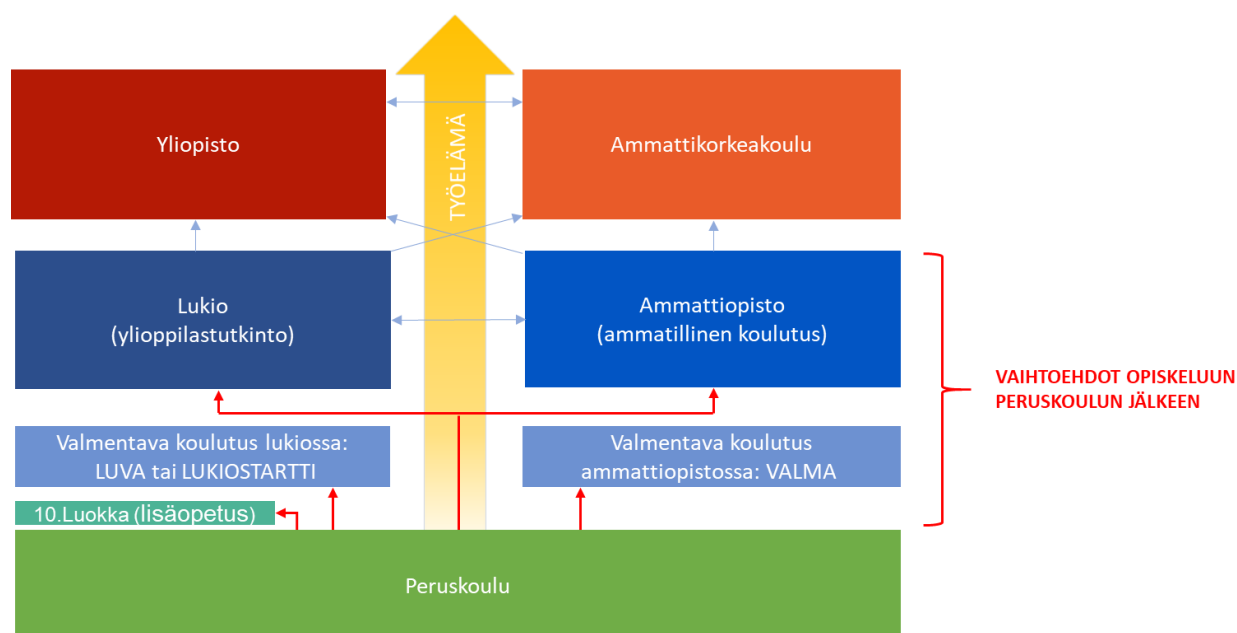 Yliopisto
TYÖELÄMÄ
Ammattikorkeakoulu
Lukio
(ylioppilastutkinto)
Ammattiopisto
(ammatillinen koulutus)
VAIHTOEHDOT OPISKELUUN
PERUSKOULUN JÄLKEEN
Valmentava koulutus lukiossa:
LUVA tai LUKIOSTARTTI
Valmentava koulutus
ammattiopistossa: VALMA
10.Luokka (lisäopetus)
Peruskoulu